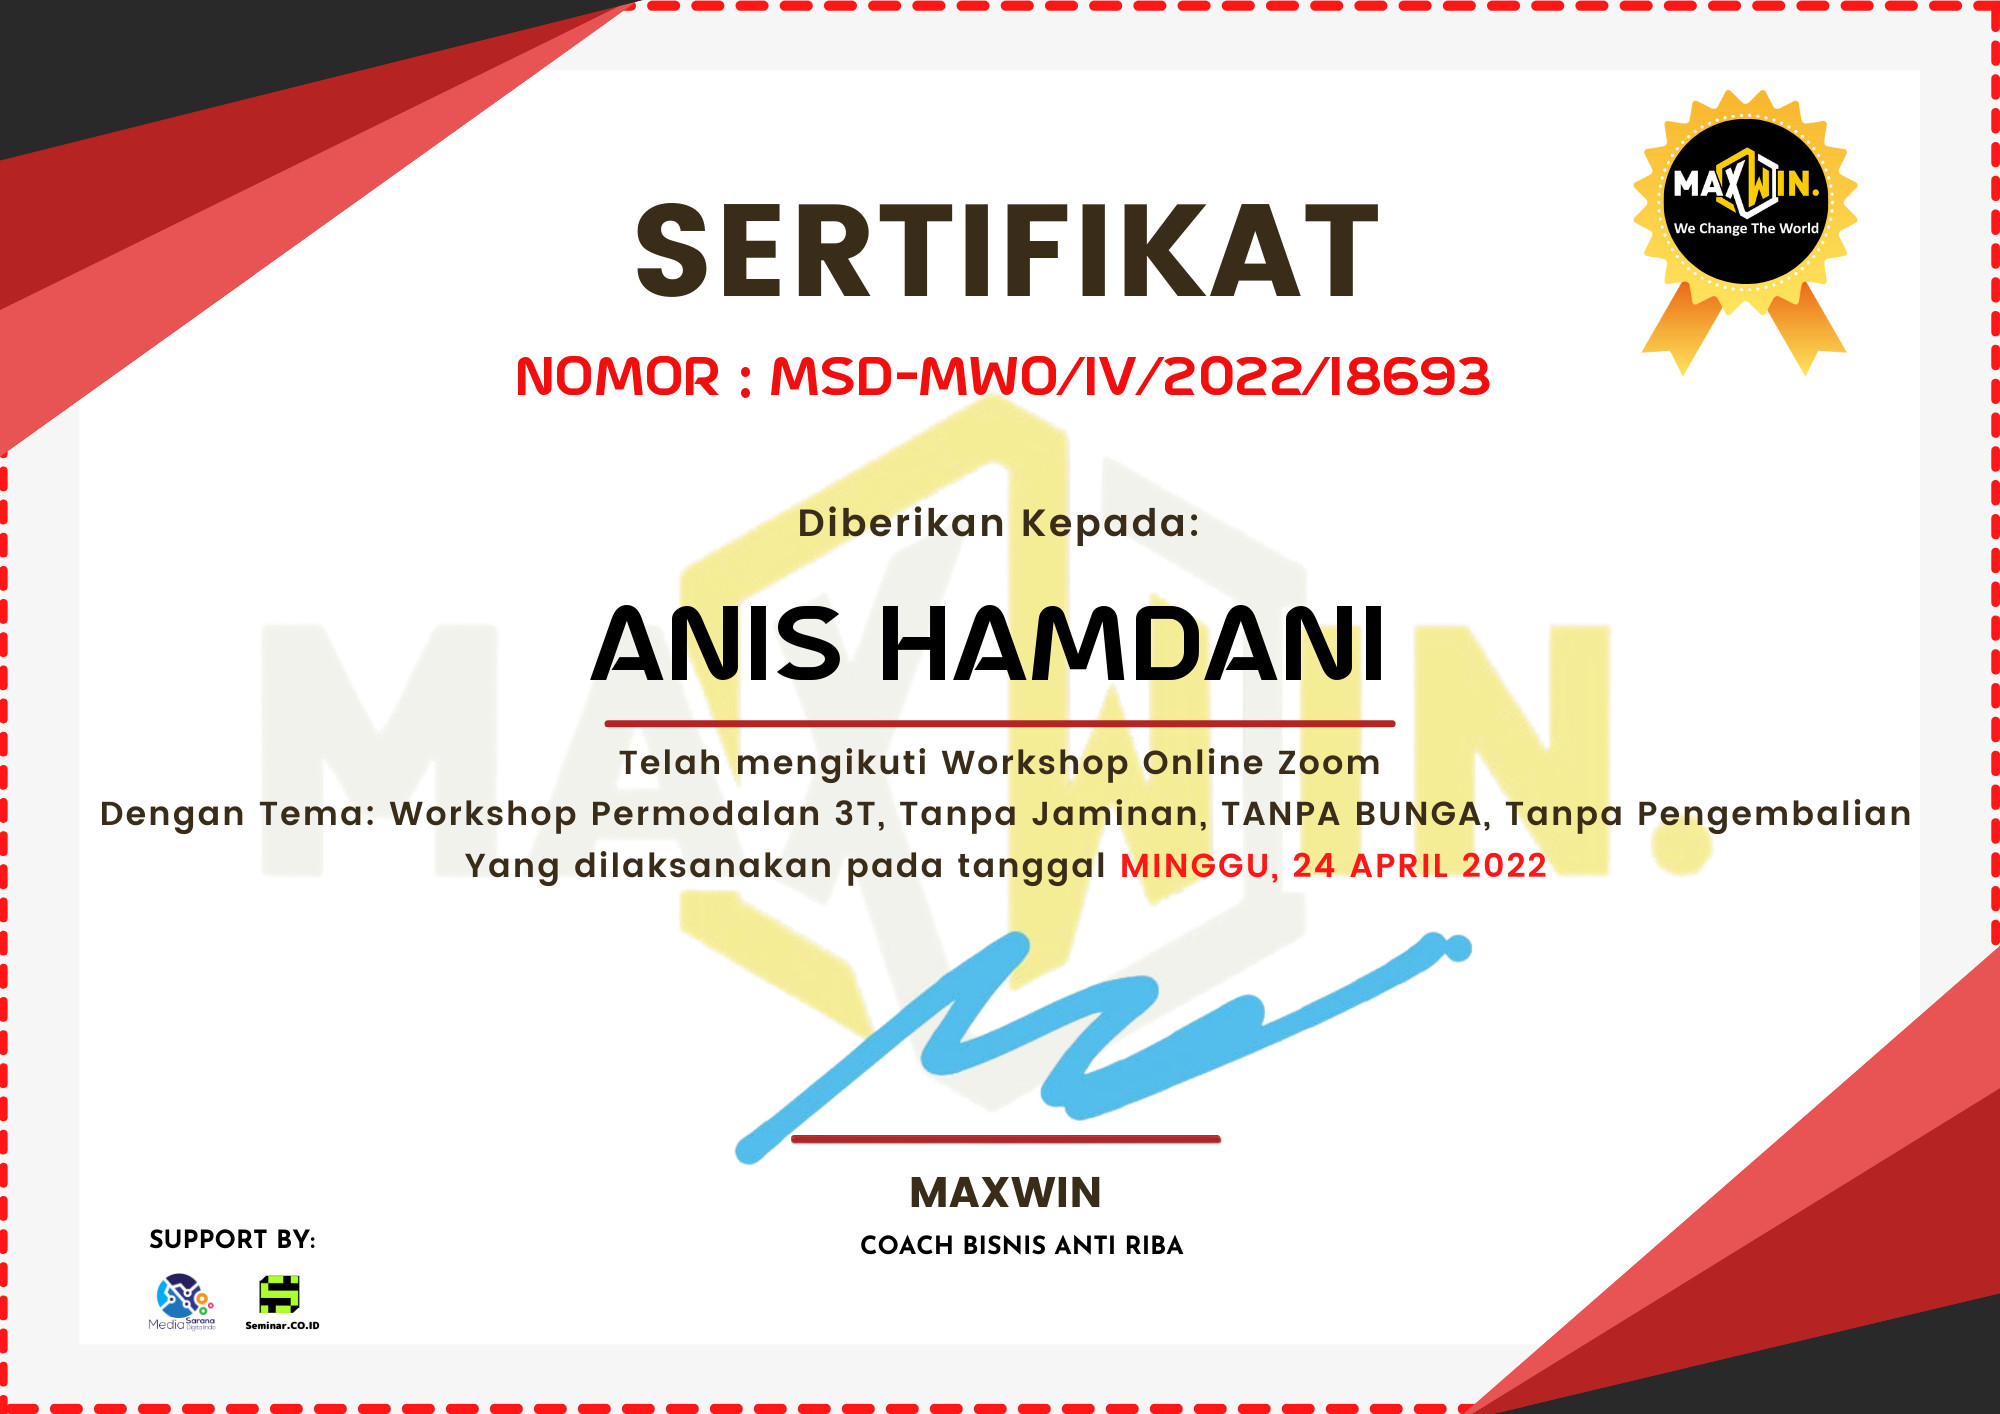 MAXWIN.
We Change The World
SERTIFIKAT
NOMOR : MSD-MWO/IV/2022/18693
Diberikan Kepada:
ANIS HAMDANI
MAXWIN.
Telah mengikuti Workshop Online Zoom
Dengan Tema: Workshop Permodalan 3T, Tanpa Jaminan, TANPA BUNGA, Tanpa Pengembalian
Yang dilaksanakan pada tanggal MINGGU, 24 APRIL 2022
MAXWIN
COACH BISNIS ANTI RIBA
SUPPORT BY:
Media Sarana Digitalindo
Seminar.CO.ID